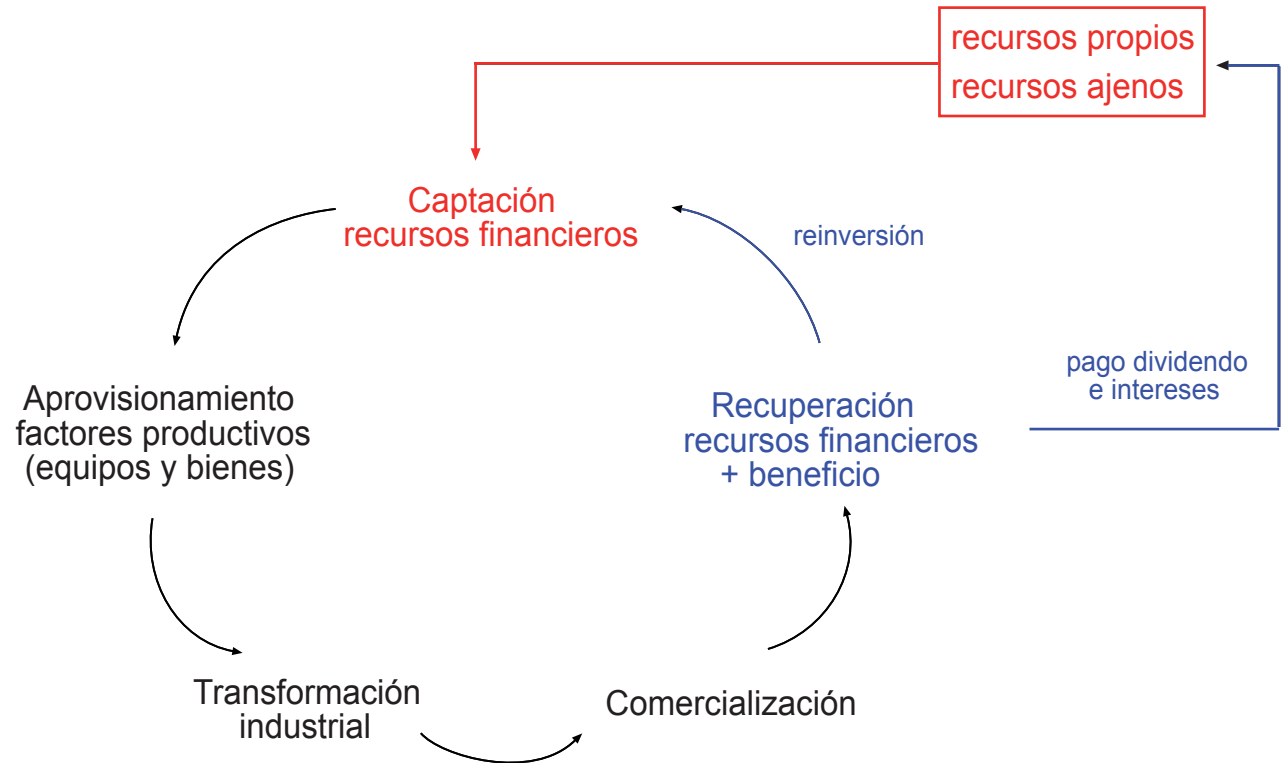 recursos propios
recursos ajenos
Captación
recursos financieros
reinversión
pago dividendo
e intereses
Aprovisionamiento
factores productivos
(equipos y bienes)
Recuperación
recursos financieros
+ beneficio
Transformación
industrial
Comercialización